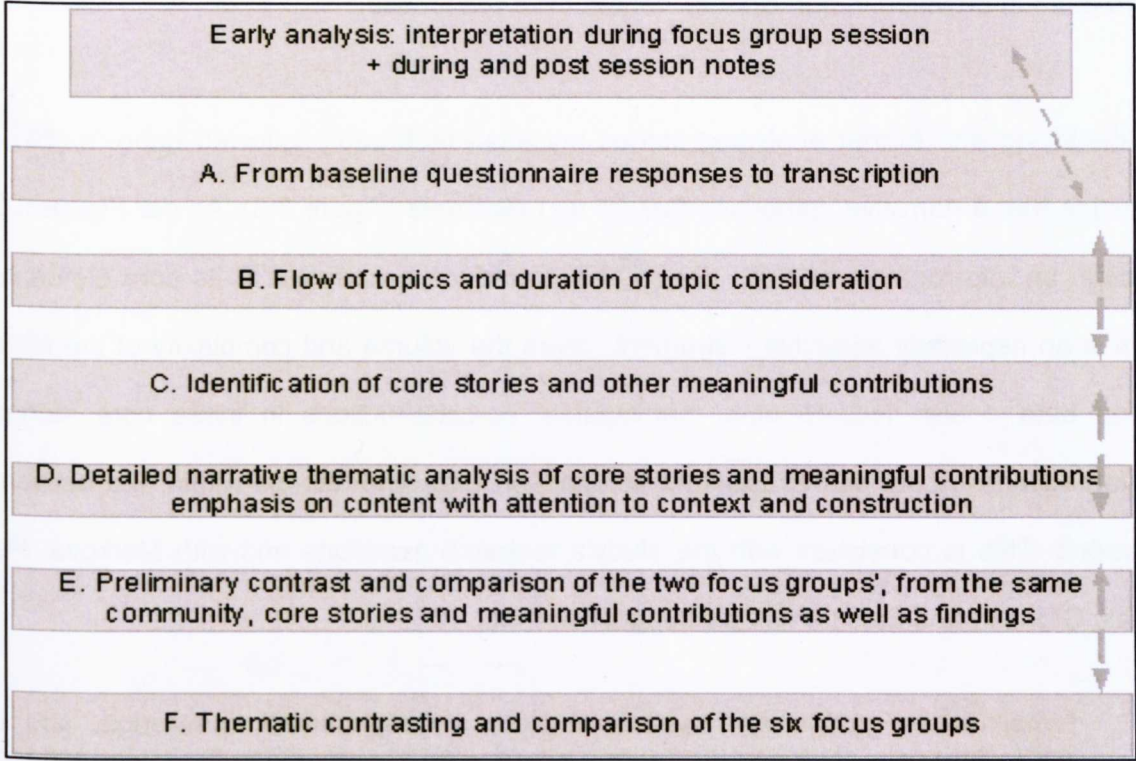 Early analysis: interpretation during focus group session
+ during and post session notes
A. From baseline questionnaire responses to transcription
B. Flow of topics and duration of topic consideration
C. Identification of core stories and other meaningful contributions
D. Detailed narrative thematic analysis of core stories and meaningful contributions
emphasis on content with attention to context and construction
E. Preliminary contrast and comparison of the two focus groups', from the same
community, core stories and meaningful contributions as well as findings
F. Thematic contrasting and comparison of the six focus groups